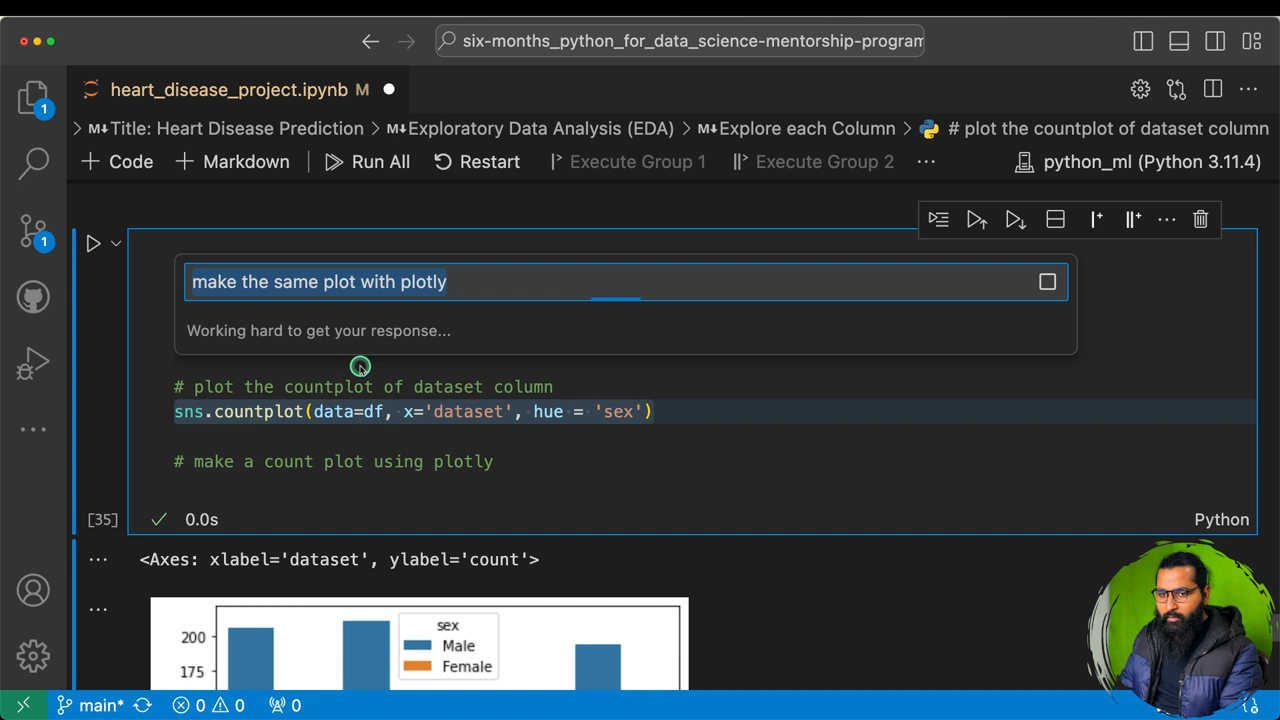 six-months_python_for_data_science-mentorship-program
1
heart_disease_project.ipynb M
> M↓Title: Heart Disease Prediction > M↓Exploratory Data Analysis (EDA) > M↓Explore each Column > # plot the countplot of dataset column
+ Code + Markdown | Run All Restart Execute Group 1 Execute Group 2 ... python_ml (Python 3.11.4)
1
make the same plot with plotly
Working hard to get your response...
# plot the countplot of dataset column
sns.countplot(data=df, x='dataset', hue = 'sex')
# make a count plot using plotly
[35] ✓ 0.0s Python
... <Axes: xlabel='dataset', ylabel='count'>
...
sex
200
Male
Female
175
main* 0 0 0